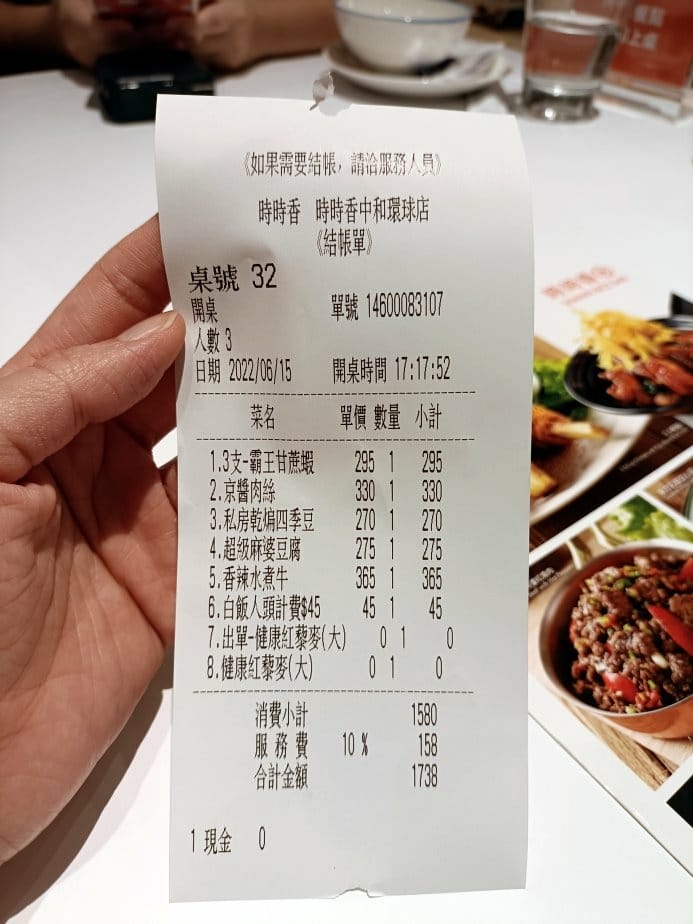 《如果需要結帳，請洽服務人員》
時時香 時時香中和環球店
《結帳單》
桌號 32
開桌 單號 14600083107
人數 3
日期 2022/06/15 開桌時間 17:17:52
菜名 單價 數量 小計
1.3支-霸王甘蔗蝦 295 1 295
2.京醬肉絲 330 1 330
3.私房乾煸四季豆 270 1 270
4.超级麻婆豆腐 275 1 275
5.香辣水煮牛 365 1 365
6.白飯人頭計費$45 45 1 45
7.出單-健康紅藜麥(大) 0 1 0
8.健康紅藜麥(大) 0 1 0
消費小計 1580
服務費 10% 158
合計金額 1738
1 現金 0